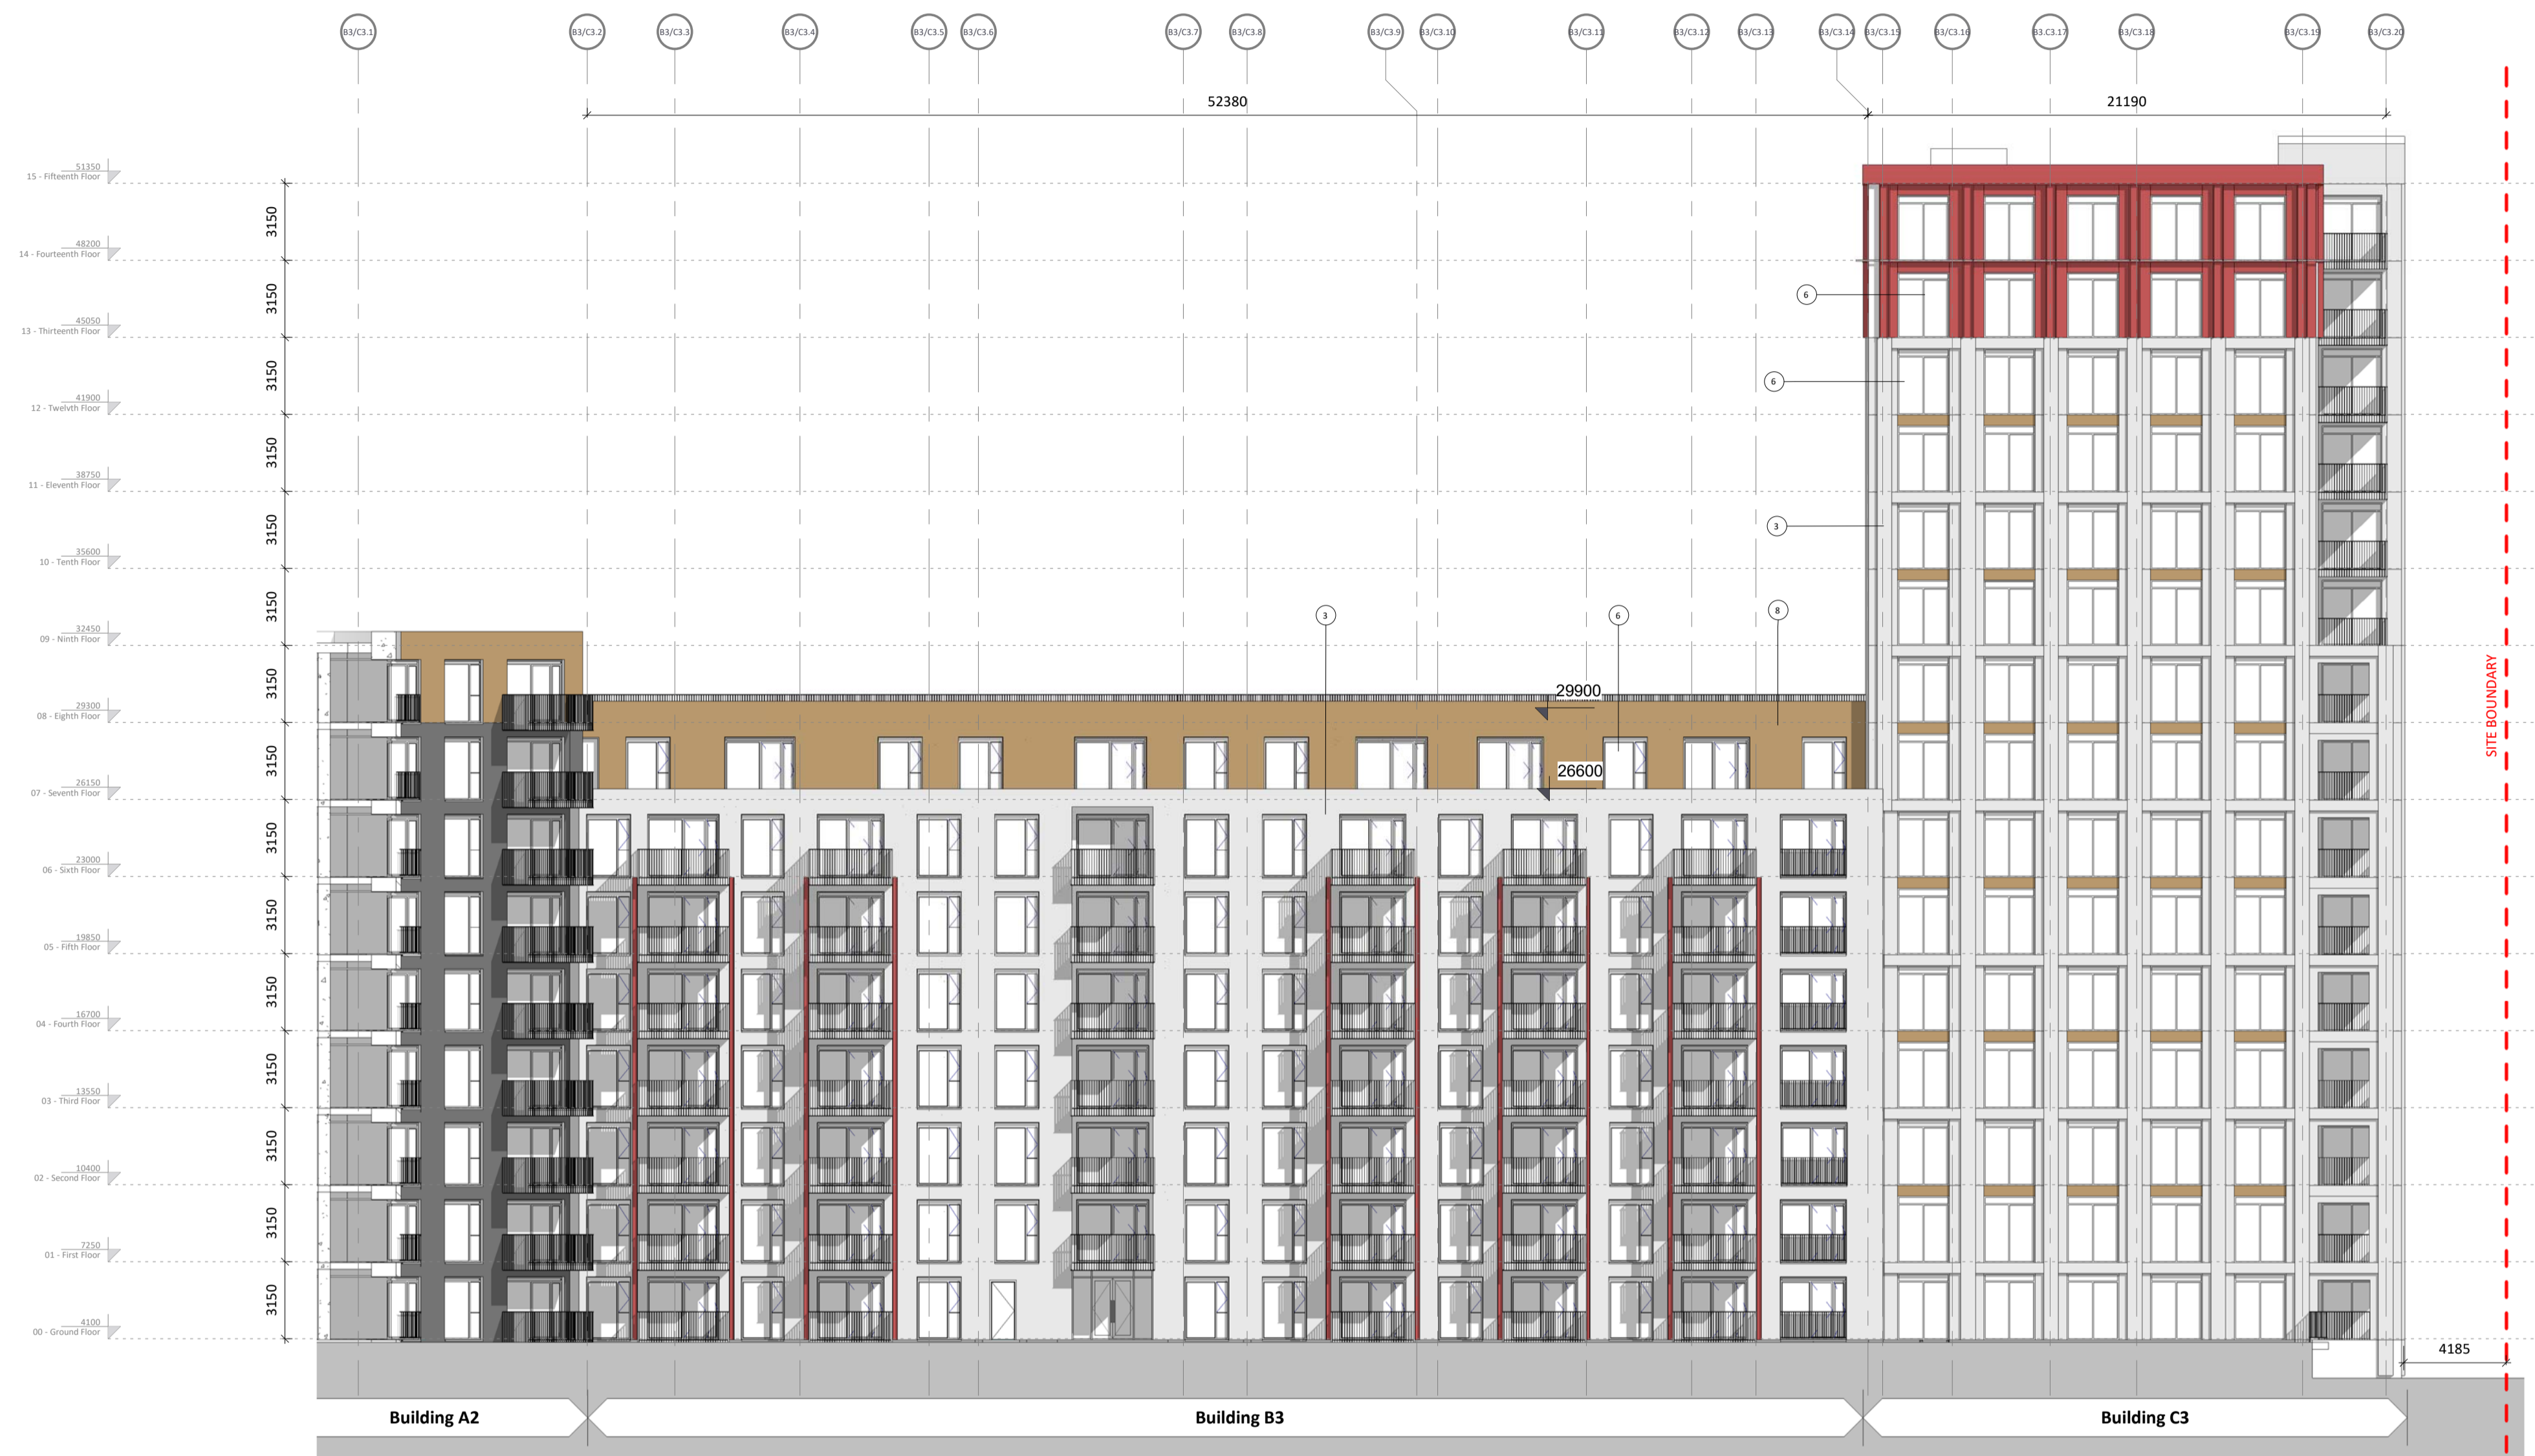 B3/C3.1 B3/C3.2 B3/C3.3 B3/C3.4 B3/C3.5 B3/C3.6 B3/C3.7 B3/C3.8 B3/C3.9 B3/C3.10 B3/C3.11 B3/C3.12 B3/C3.13 B3/C3.14 B3/C3.15 B3/C3.16 B3.C3.17 B3/C3.18 B3/C3.19 B3/C3.20
52380 21190
51350
15 - Fifteenth Floor
3150
48200
14 - Fourteenth Floor
3150
6
45050
13 - Thirteenth Floor
3150
6
41900
12 - Twelvth Floor
3150
38750
11 - Eleventh Floor
3150
3
35600
10 - Tenth Floor
3150
3 6 8
32450
09 - Ninth Floor
3150
29900
SITE BOUNDARY
29300
08 - Eighth Floor
3150
26600
26150
07 - Seventh Floor
3150
23000
06 - Sixth Floor
3150
19850
05 - Fifth Floor
3150
16700
04 - Fourth Floor
3150
13550
03 - Third Floor
3150
10400
02 - Second Floor
3150
7250
01 - First Floor
3150
4100
00 - Ground Floor
4185
Building A2 Building B3 Building C3